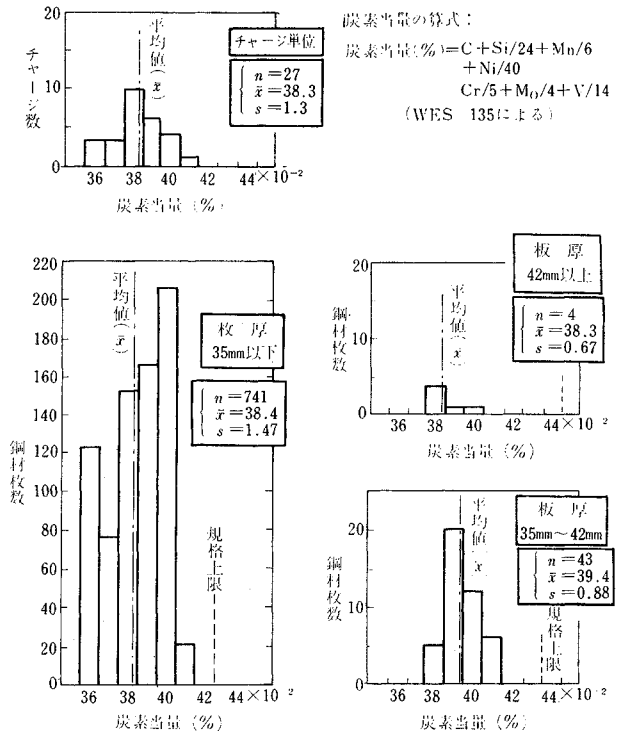 20
10
0
チャージ数
平均値(x̄)
チャージ単位
n=27
x̄=38.3
s=1.3
36 38 40 42 44×10⁻²
炭素当量(%)
炭素当量の算式:
炭素当量(%)=C+Si/24+Mn/6
+Ni/40
Cr/5+Mo/4+V/14
(WES 135による)
220
200
180
160
140
120
100
80
60
40
20
0
鋼材枚数
平均値(x̄)
枚厚
35mm以下
n=741
x̄=38.4
s=1.47
規格上限
36 38 40 42 44×10⁻²
炭素当量(%)
20
10
0
鋼材枚数
平均値(x̄)
板厚
42mm以上
n=4
x̄=38.3
s=0.67
36 38 40 42 44×10⁻²
炭素当量(%)
20
10
0
鋼材枚数
平均値(x̄)
板厚
35mm~42mm
n=43
x̄=39.4
s=0.88
規格上限
36 38 40 42 44×10⁻²
炭素当量(%)